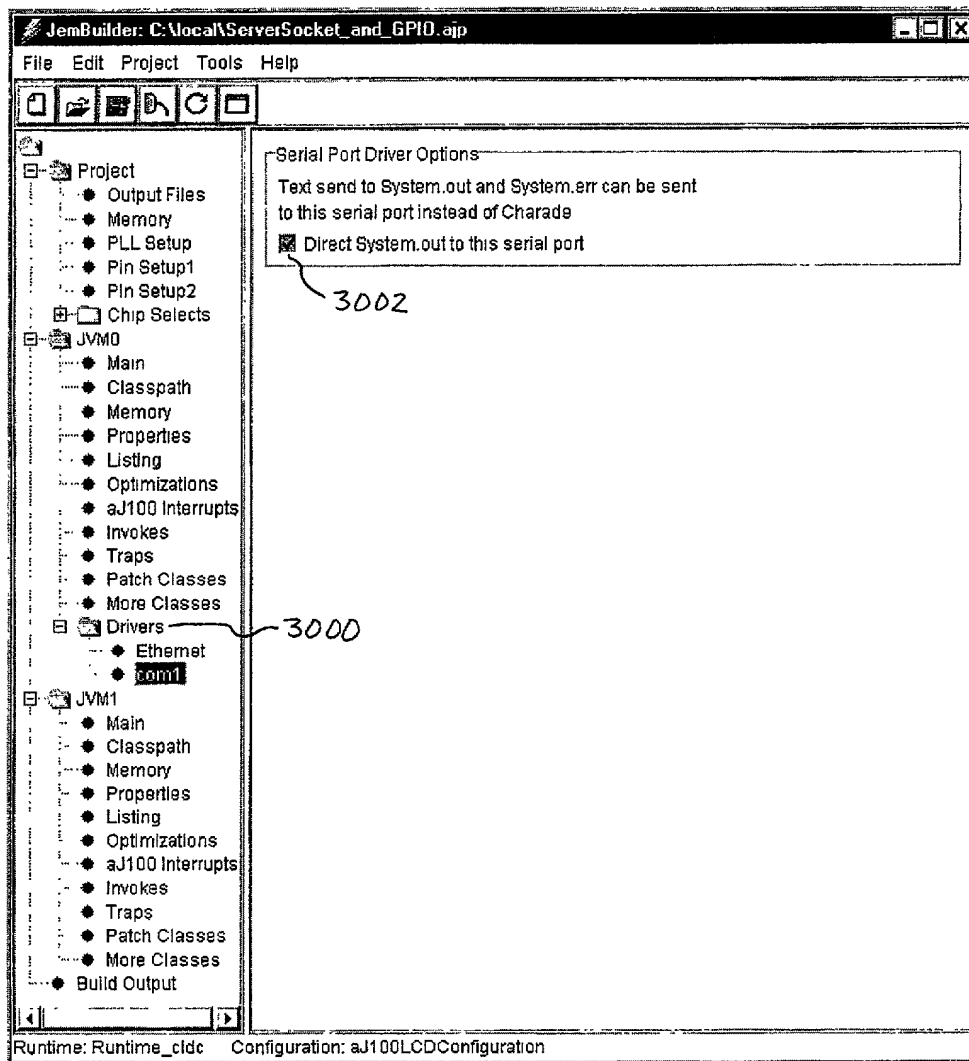 JemBuilder: C:\local\ServerSocket_and_GPIO.ajp
File Edit Project Tools Help
Project
Output Files
Memory
PLL Setup
Pin Setup1
Pin Setup2
Chip Selects
JVM0
Main
Classpath
Memory
Properties
Listing
Optimizations
aJ100 Interrupts
Invokes
Traps
Patch Classes
More Classes
Drivers
Ethernet
com1
JVM1
Main
Classpath
Memory
Properties
Listing
Optimizations
aJ100 Interrupts
Invokes
Traps
Patch Classes
More Classes
Build Output
Serial Port Driver Options
Text send to System.out and System.err can be sent
to this serial port instead of Charade
Direct System.out to this serial port
3002
3000
Runtime: Runtime_cldc Configuration: aJ100LCDConfiguration